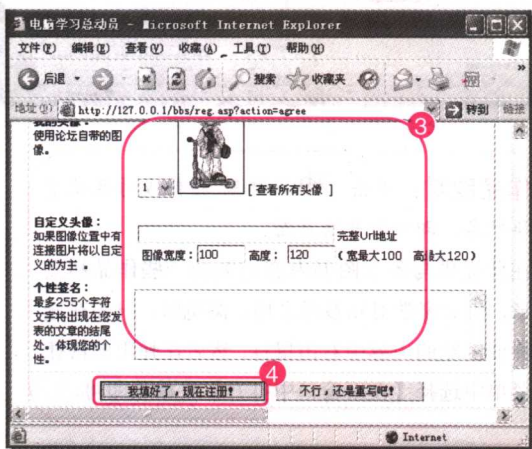 电脑学习总动员 - Microsoft Internet Explorer
文件(F) 编辑(E) 查看(V) 收藏(A) 工具(T) 帮助(H)
后退 搜索 收藏夹
地址(D) http://127.0.0.1/bbs/reg.asp?action=agree 转到 链接
3
我的头像：
使用论坛自带的图
像。
1 [ 查看所有头像 ]
自定义头像：
如果图像位置中有
连接图片将以自定
义的为主 。
完整Url地址
图像宽度： 100 高度： 120 （ 宽最大100 高最大120 ）
个性签名：
最多255个字符
文字将出现在您发
表的文章的结尾
处。体现您的个
性。
4
我填好了，现在注册！ 不行，还是重写吧！
Internet